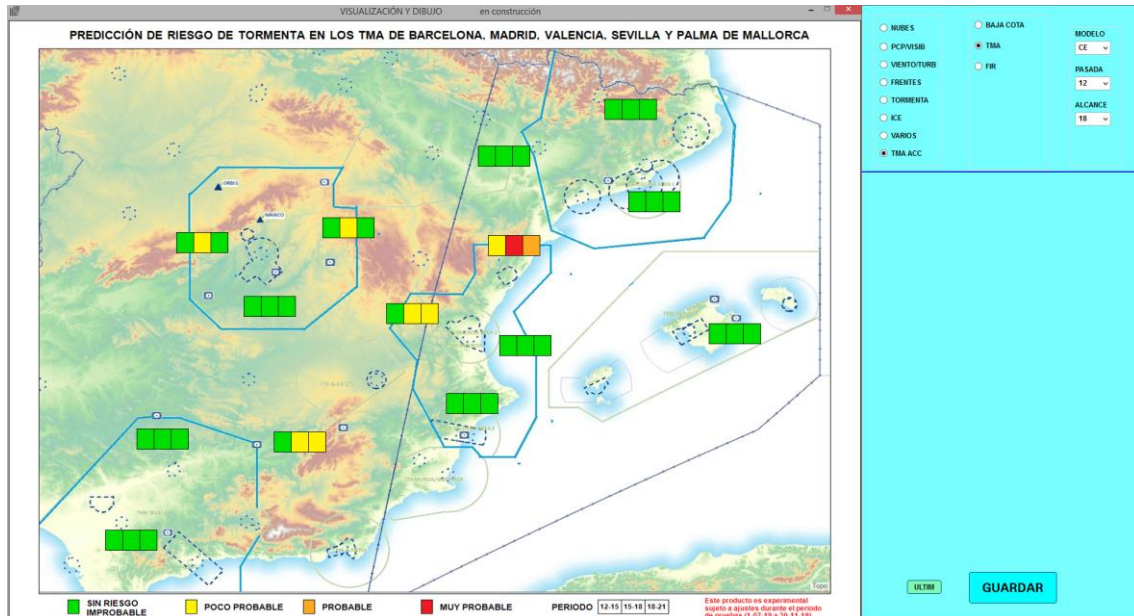 VISUALIZACIÓN Y DIBUJO en construcción
PREDICCIÓN DE RIESGO DE TORMENTA EN LOS TMA DE BARCELONA, MADRID, VALENCIA, SEVILLA Y PALMA DE MALLORCA
ORBIS
SIN RIESGO
IMPROBABLE
POCO PROBABLE
PROBABLE
MUY PROBABLE
PERIODO 12-15 15-18 18-21
Este producto es experimental
sujeto a ajustes durante el periodo
Topo
NUBES
PCP/VISIB
VIENTO/TURB
FRENTES
TORMENTA
ICE
VARIOS
TMA ACC
BAJA COTA
TMA
FIR
MODELO
CE
PASADA
12
ALCANCE
18
ULTIM
GUARDAR